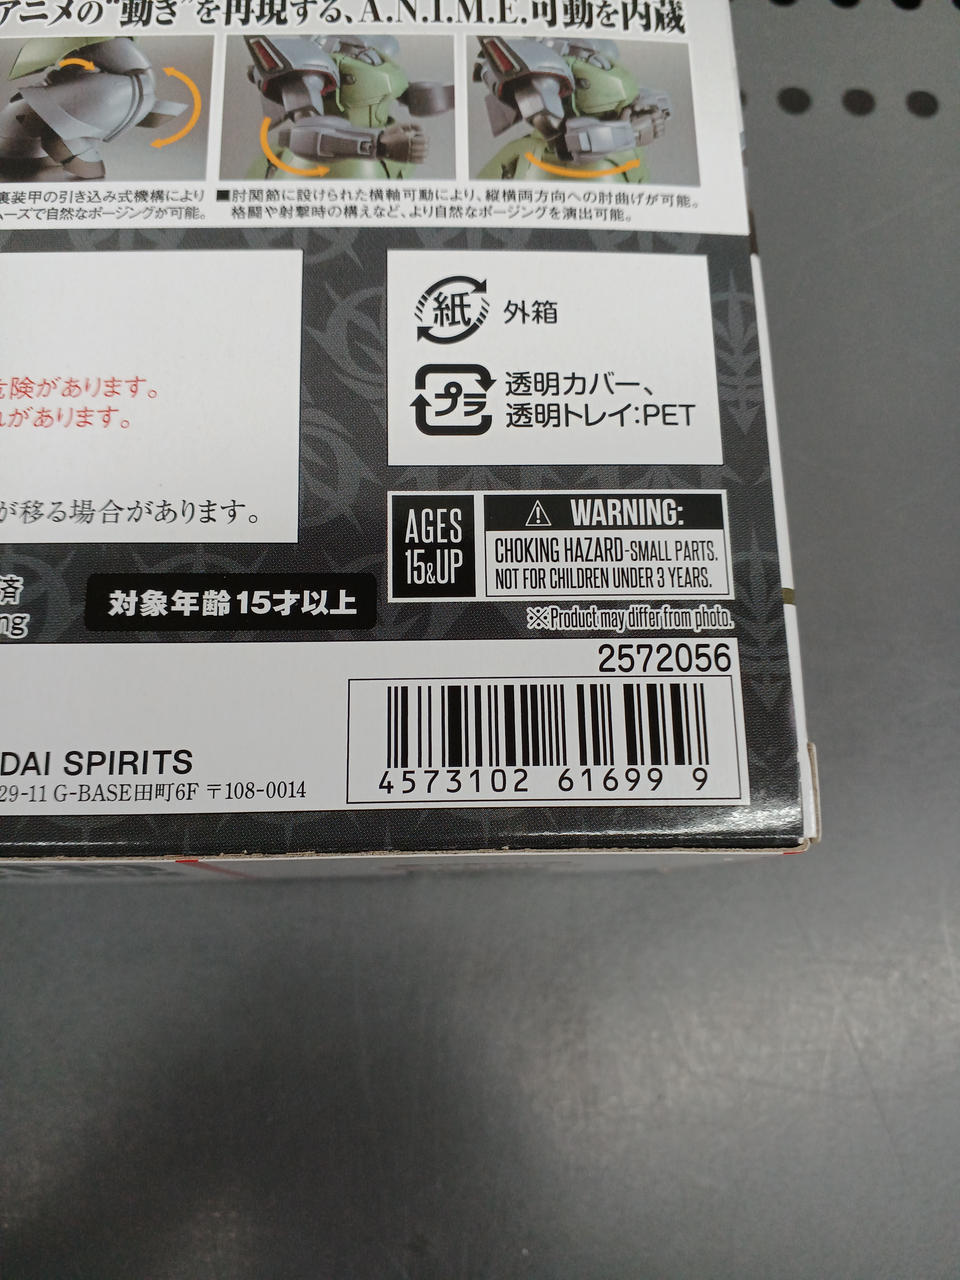 アニメの"動き"を再現する、A.N.I.M.E.可動を内蔵
裏装甲の引き込み式機構により
ムーズで自然なポージングが可能。
■肘関節に設けられた横軸可動により、縦横両方向への肘曲げが可能。
格闘や射撃時の構えなど、より自然なポージングを演出可能。
危険があります。
があります。
が移る場合があります。
紙 外箱
プラ 透明カバー、
透明トレイ:PET
AGES
15&UP
WARNING:
CHOKING HAZARD-SMALL PARTS.
NOT FOR CHILDREN UNDER 3 YEARS.
済
ng
対象年齢15才以上
※Product may differ from photo.
2572056
4573102 61699 9
DAI SPIRITS
29-11 G-BASE田町6F 〒108-0014